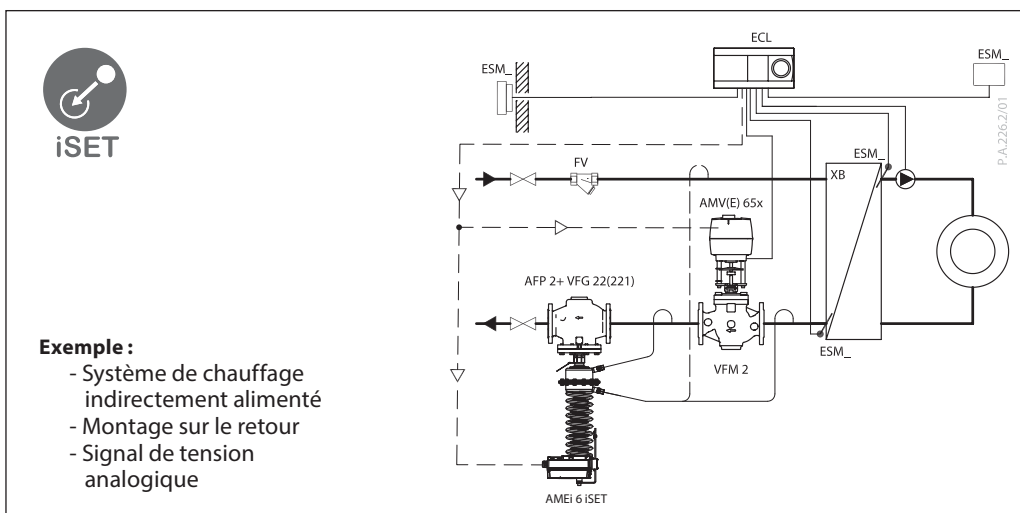 iSET
ECL
ESM_
ESM_
P.A.226.2/01
FV
ESM_
XB
AMV(E) 65x
AFP 2+ VFG 22(221)
ESM_
VFM 2
AMEi 6 iSET
Exemple :
- Système de chauffage
indirectement alimenté
- Montage sur le retour
- Signal de tension
analogique